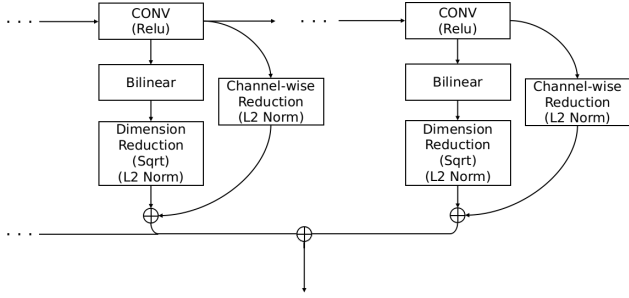 · · ·
CONV
(Relu)
· · ·
CONV
(Relu)
Bilinear
Channel-wise
Reduction
(L2 Norm)
Dimension
Reduction
(Sqrt)
(L2 Norm)
Bilinear
Channel-wise
Reduction
(L2 Norm)
Dimension
Reduction
(Sqrt)
(L2 Norm)
· · ·